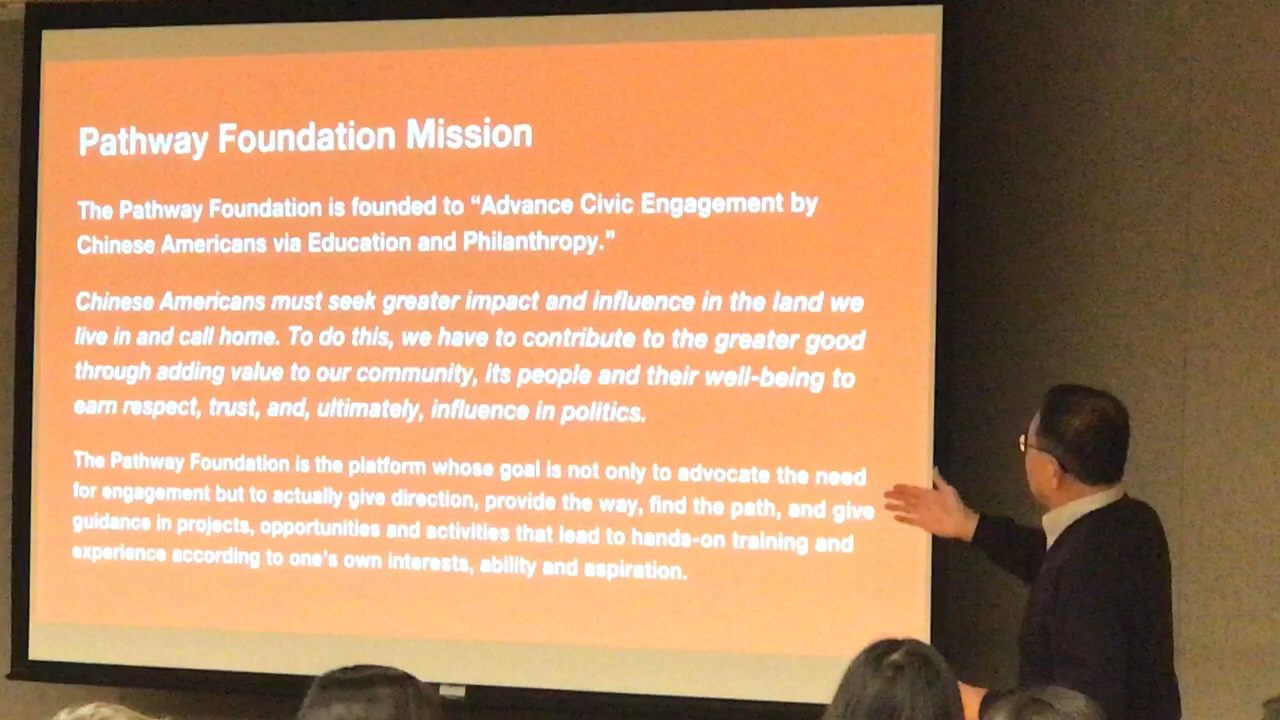 Pathway Foundation Mission
The Pathway Foundation is founded to “Advance Civic Engagement by
Chinese Americans via Education and Philanthropy.”
Chinese Americans must seek greater impact and influence in the land we
live in and call home. To do this, we have to contribute to the greater good
through adding value to our community, its people and their well-being to
earn respect, trust, and, ultimately, influence in politics.
The Pathway Foundation is the platform whose goal is not only to advocate the need
for engagement but to actually give direction, provide the way, find the path, and give
guidance in projects, opportunities and activities that lead to hands-on training and
experience according to one's own interests, ability and aspiration.